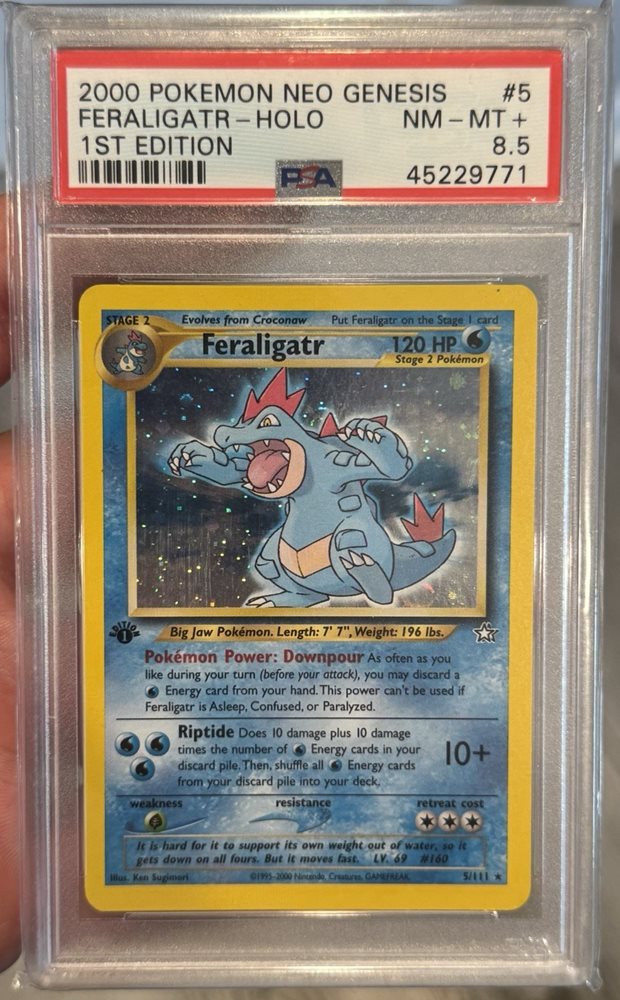 2000 POKEMON NEO GENESIS #5
FERALIGATR-HOLO NM-MT+
1ST EDITION 8.5
PSA 45229771
STAGE 2 Evolves from Croconaw Put Feraligatr on the Stage 1 card
Feraligatr 120 HP
Stage 2 Pokémon
EDITION
1
Big Jaw Pokémon. Length: 7' 7", Weight: 196 lbs.
Pokémon Power: Downpour As often as you
like during your turn (before your attack), you may discard a
Energy card from your hand. This power can't be used if
Feraligatr is Asleep, Confused, or Paralyzed.
Riptide Does 10 damage plus 10 damage
times the number of Energy cards in your
discard pile. Then, shuffle all Energy cards
from your discard pile into your deck.
10+
weakness resistance retreat cost
It is hard for it to support its own weight out of water, so it
gets down on all fours. But it moves fast. LV. 69 #160
Illus. Ken Sugimori ©1995-2000 Nintendo, Creatures, GAMEFREAK. 5/111 ★